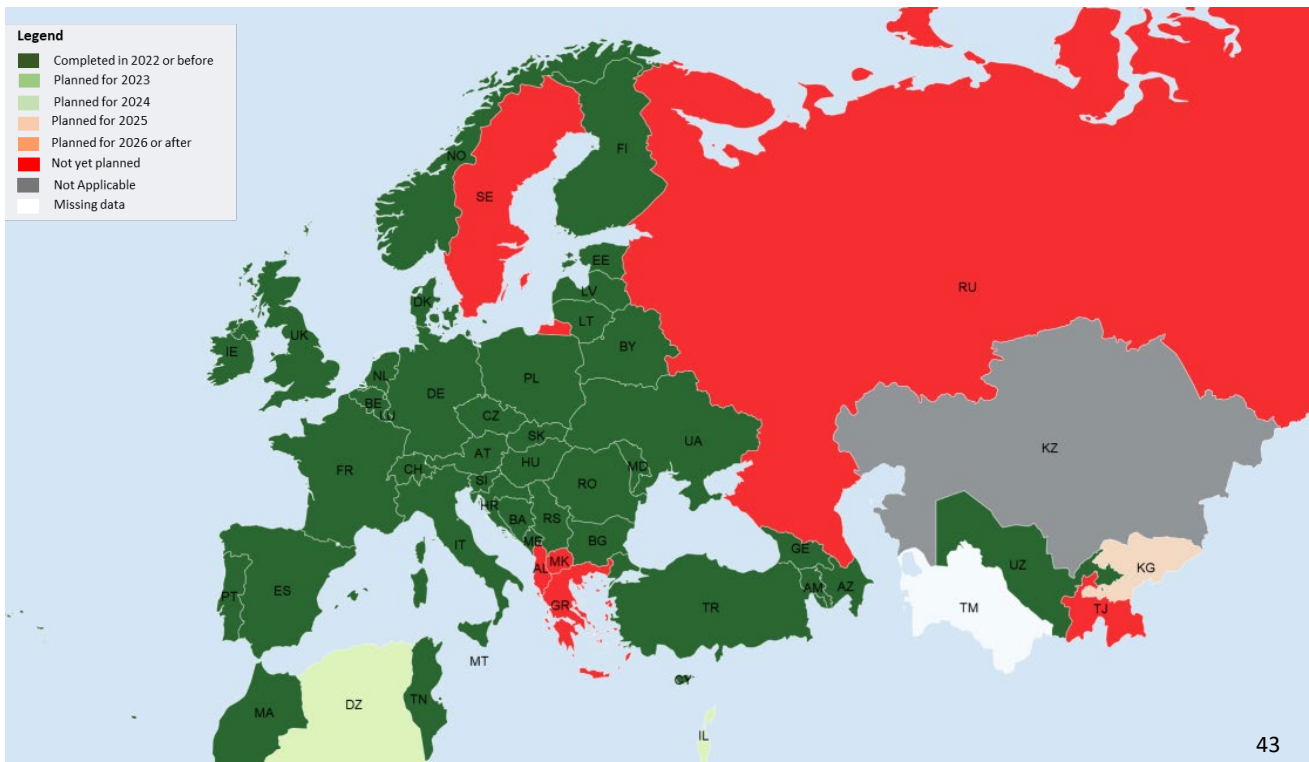 Legend
Completed in 2022 or before
Planned for 2023
Planned for 2024
Planned for 2025
Planned for 2026 or after
Not yet planned
Not Applicable
Missing data
NO
FI
SE
EE
RU
LV
DK
LT
UK
BY
IE
NL
PL
DE
BE
LU
CZ
SK
UA
KZ
AT
HU
FR
CH
MD
SI
RO
HR
BA
RS
ME
BG
IT
GE
AL
MK
UZ
KG
ES
PT
AM
AZ
GR
TR
TM
TJ
MT
CY
MA
DZ
TN
IL
43